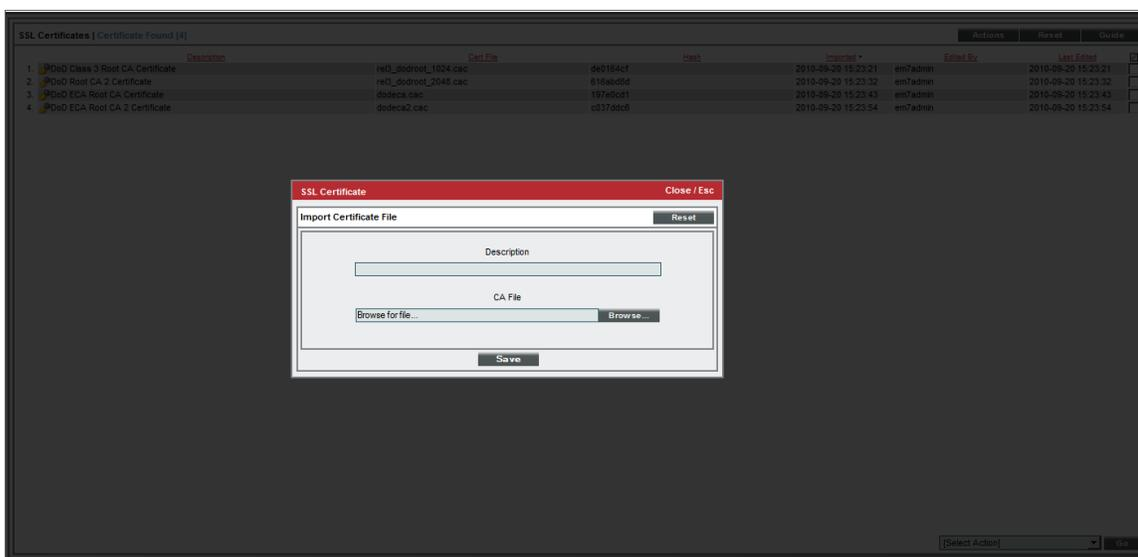 SSL Certificates | Certificate Found [4] Actions Reset Guide
Description Cert File Hash Imported Edited By Last Edited
1. DoD Class 3 Root CA Certificate rel3_dodroot_1024.cac de0164cf 2010-09-20 15:23:21 em7admin 2010-09-20 15:23:21
2. DoD Root CA 2 Certificate rel3_dodroot_2048.cac 2010-09-20 15:23:32 em7admin 2010-09-20 15:23:32
3. DoD ECA Root CA Certificate dodeca.cac 197e0cd1 2010-09-20 15:23:43 em7admin 2010-09-20 15:23:43
4. DoD ECA Root CA 2 Certificate dodeca2.cac c037ddc6 2010-09-20 15:23:54 em7admin 2010-09-20 15:23:54
SSL Certificate Close / Esc
Import Certificate File Reset
Description
CA File
Browse for file... Browse...
Save
[Select Action] Go